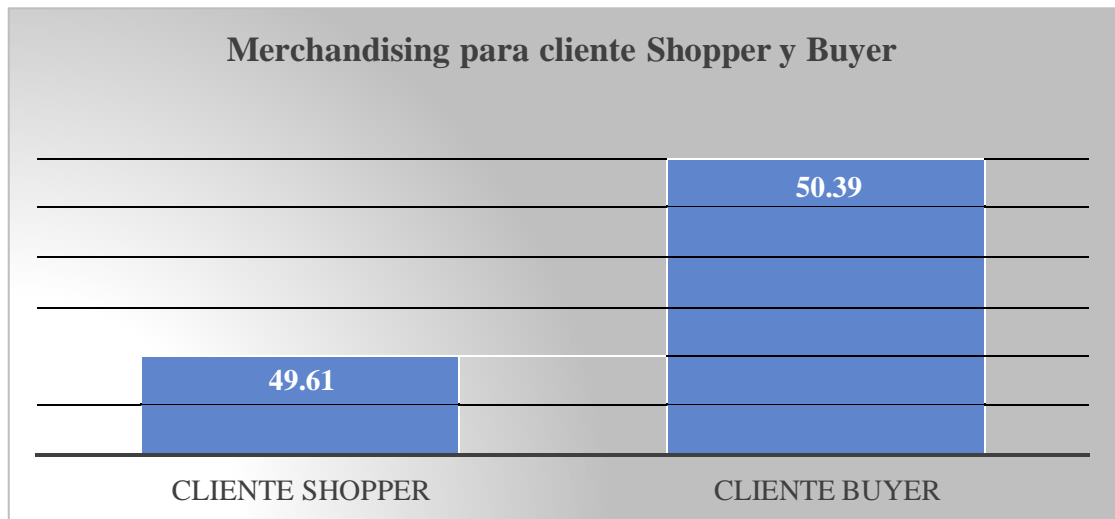 Merchandising para cliente Shopper y Buyer
50.39
49.61
CLIENTE SHOPPER
CLIENTE BUYER